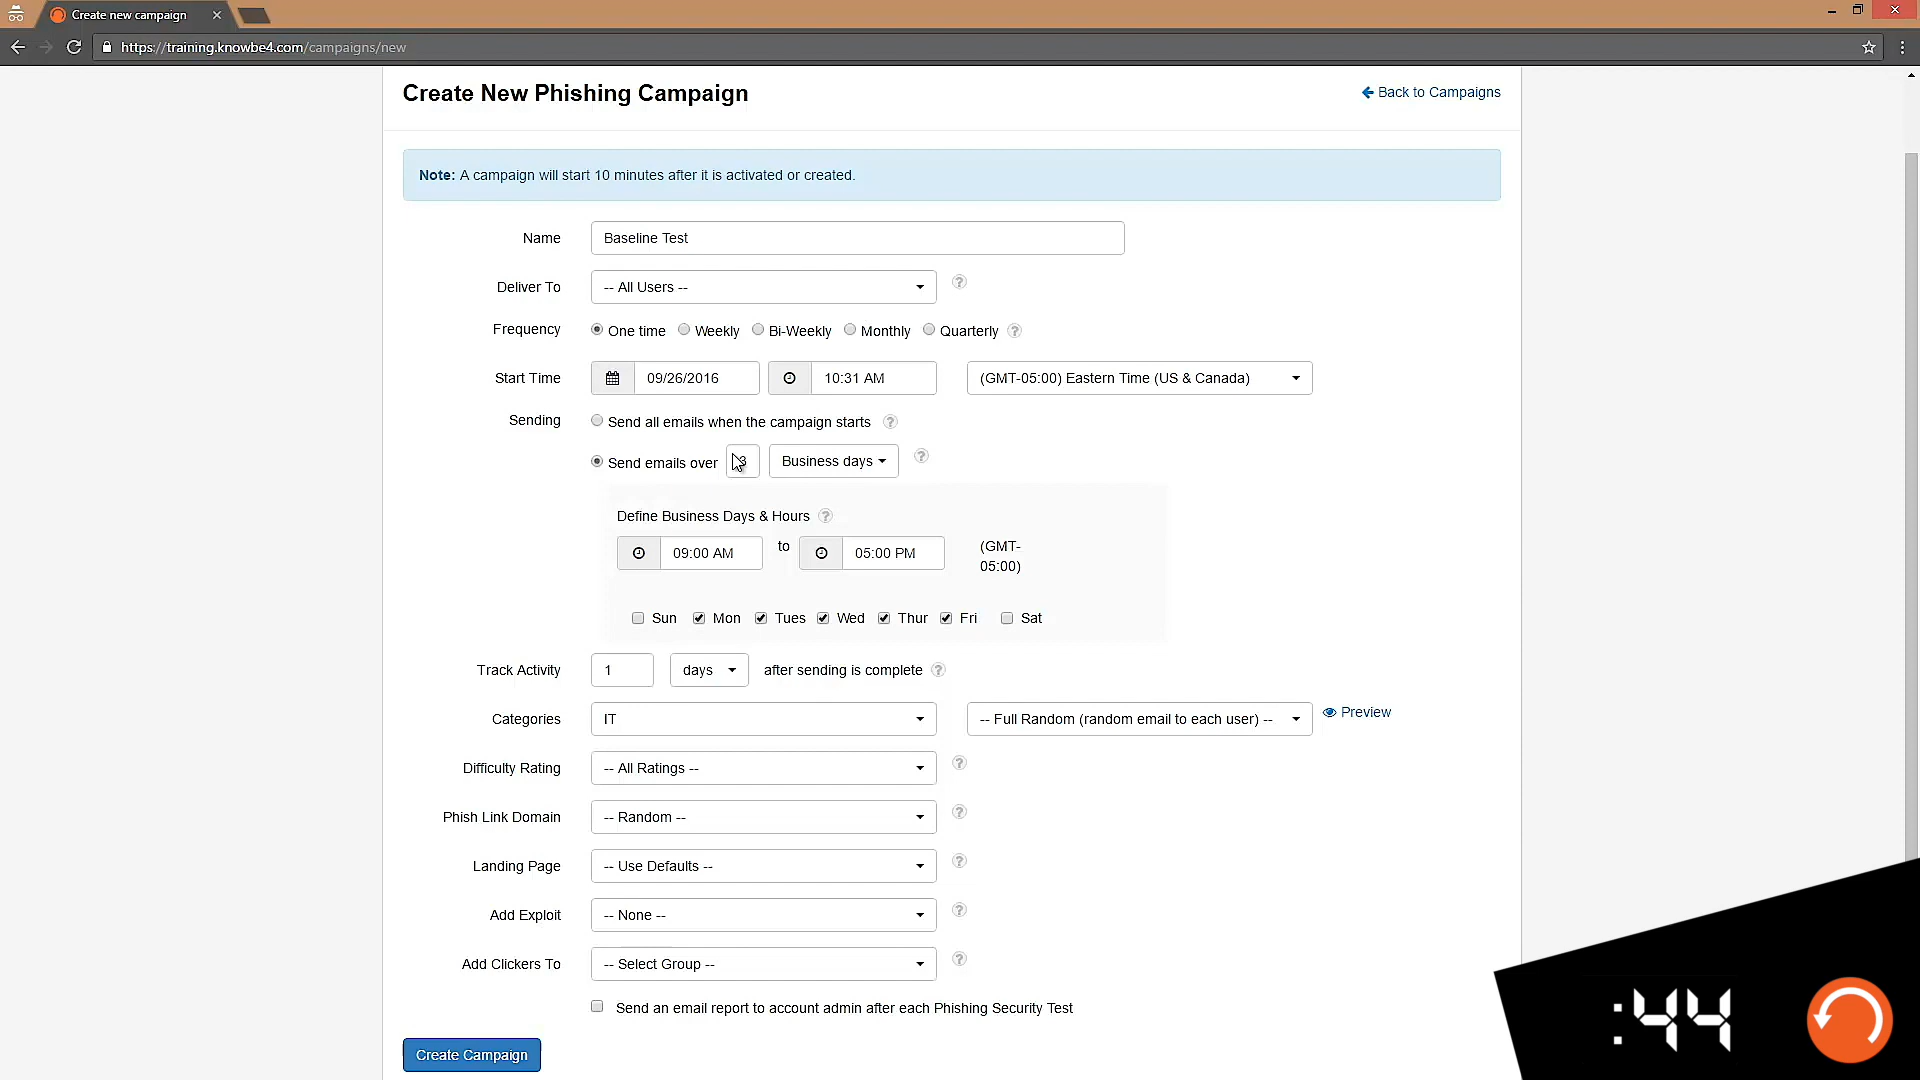 Create new campaign
https://training.knowbe4.com/campaigns/new
Create New Phishing Campaign
Back to Campaigns
Note: A campaign will start 10 minutes after it is activated or created.
Name Baseline Test
Deliver To -- All Users -- ?
Frequency One time Weekly Bi-Weekly Monthly Quarterly ?
Start Time 09/26/2016 10:31 AM (GMT-05:00) Eastern Time (US & Canada)
Sending Send all emails when the campaign starts ?
Send emails over 3 Business days ?
Define Business Days & Hours ?
09:00 AM to 05:00 PM (GMT-
05:00)
Sun Mon Tues Wed Thur Fri Sat
Track Activity 1 days after sending is complete ?
Categories IT -- Full Random (random email to each user) -- Preview
Difficulty Rating -- All Ratings -- ?
Phish Link Domain -- Random -- ?
Landing Page -- Use Defaults -- ?
Add Exploit -- None -- ?
Add Clickers To -- Select Group -- ?
Send an email report to account admin after each Phishing Security Test
Create Campaign
:44